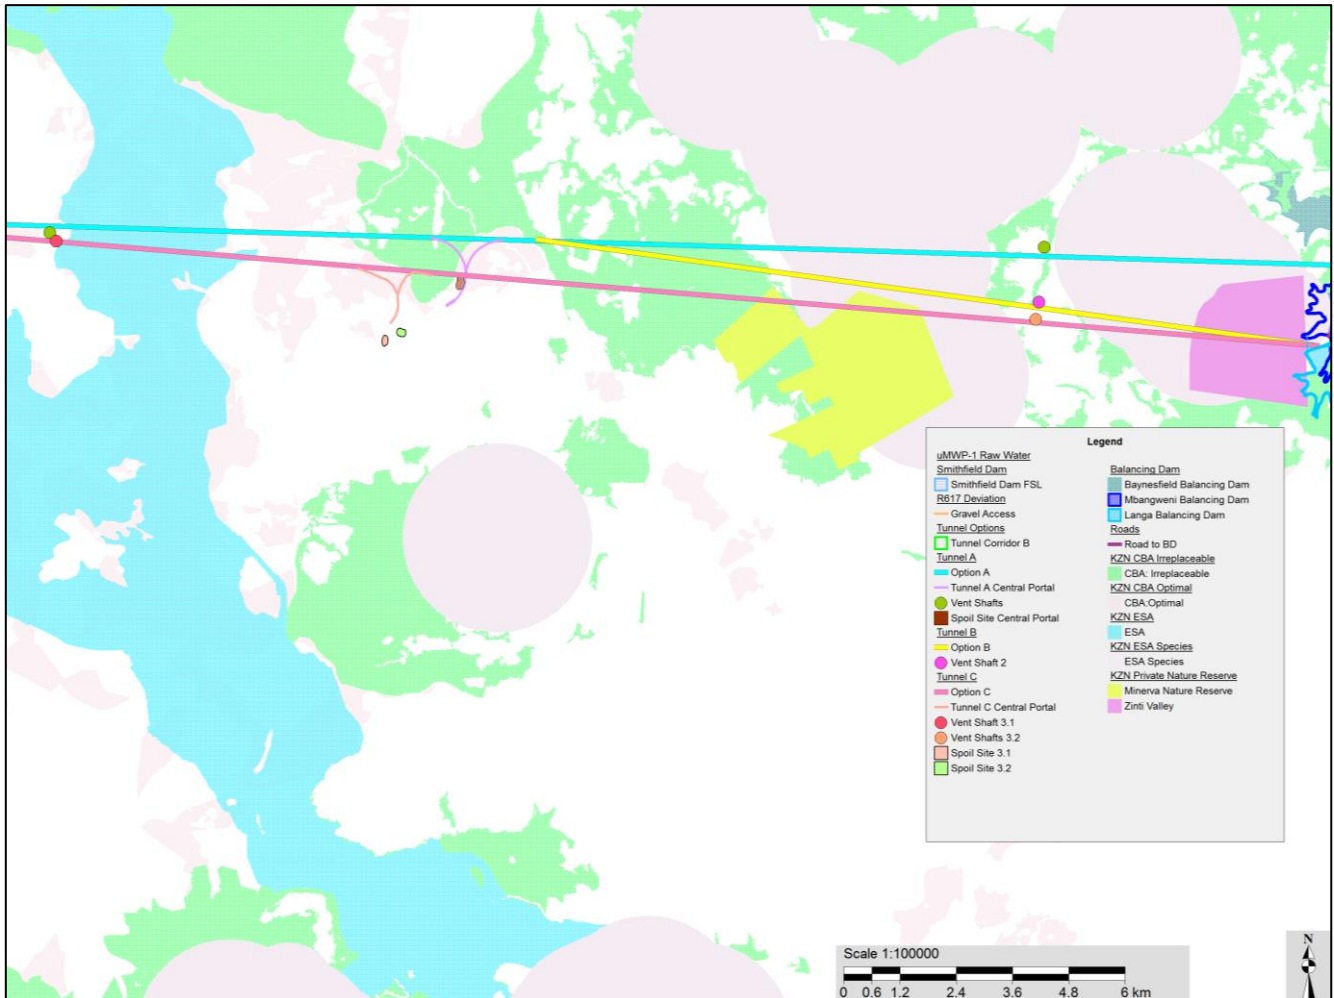 Legend
uMWP-1 Raw Water
Smithfield Dam
Smithfield Dam FSL
R617 Deviation
Gravel Access
Tunnel Options
Tunnel Corridor B
Tunnel A
Option A
Tunnel A Central Portal
Vent Shafts
Spoil Site Central Portal
Tunnel B
Option B
Vent Shaft 2
Tunnel C
Option C
Tunnel C Central Portal
Vent Shaft 3.1
Vent Shafts 3.2
Spoil Site 3.1
Spoil Site 3.2
Balancing Dam
Baynesfield Balancing Dam
Mbangweni Balancing Dam
Langa Balancing Dam
Roads
Road to BD
KZN CBA Irreplaceable
CBA: Irreplaceable
KZN CBA Optimal
CBA:Optimal
KZN ESA
ESA
KZN ESA Species
ESA Species
KZN Private Nature Reserve
Minerva Nature Reserve
Zinti Valley
Scale 1:100000
0 0.6 1.2 2.4 3.6 4.8 6 km
N